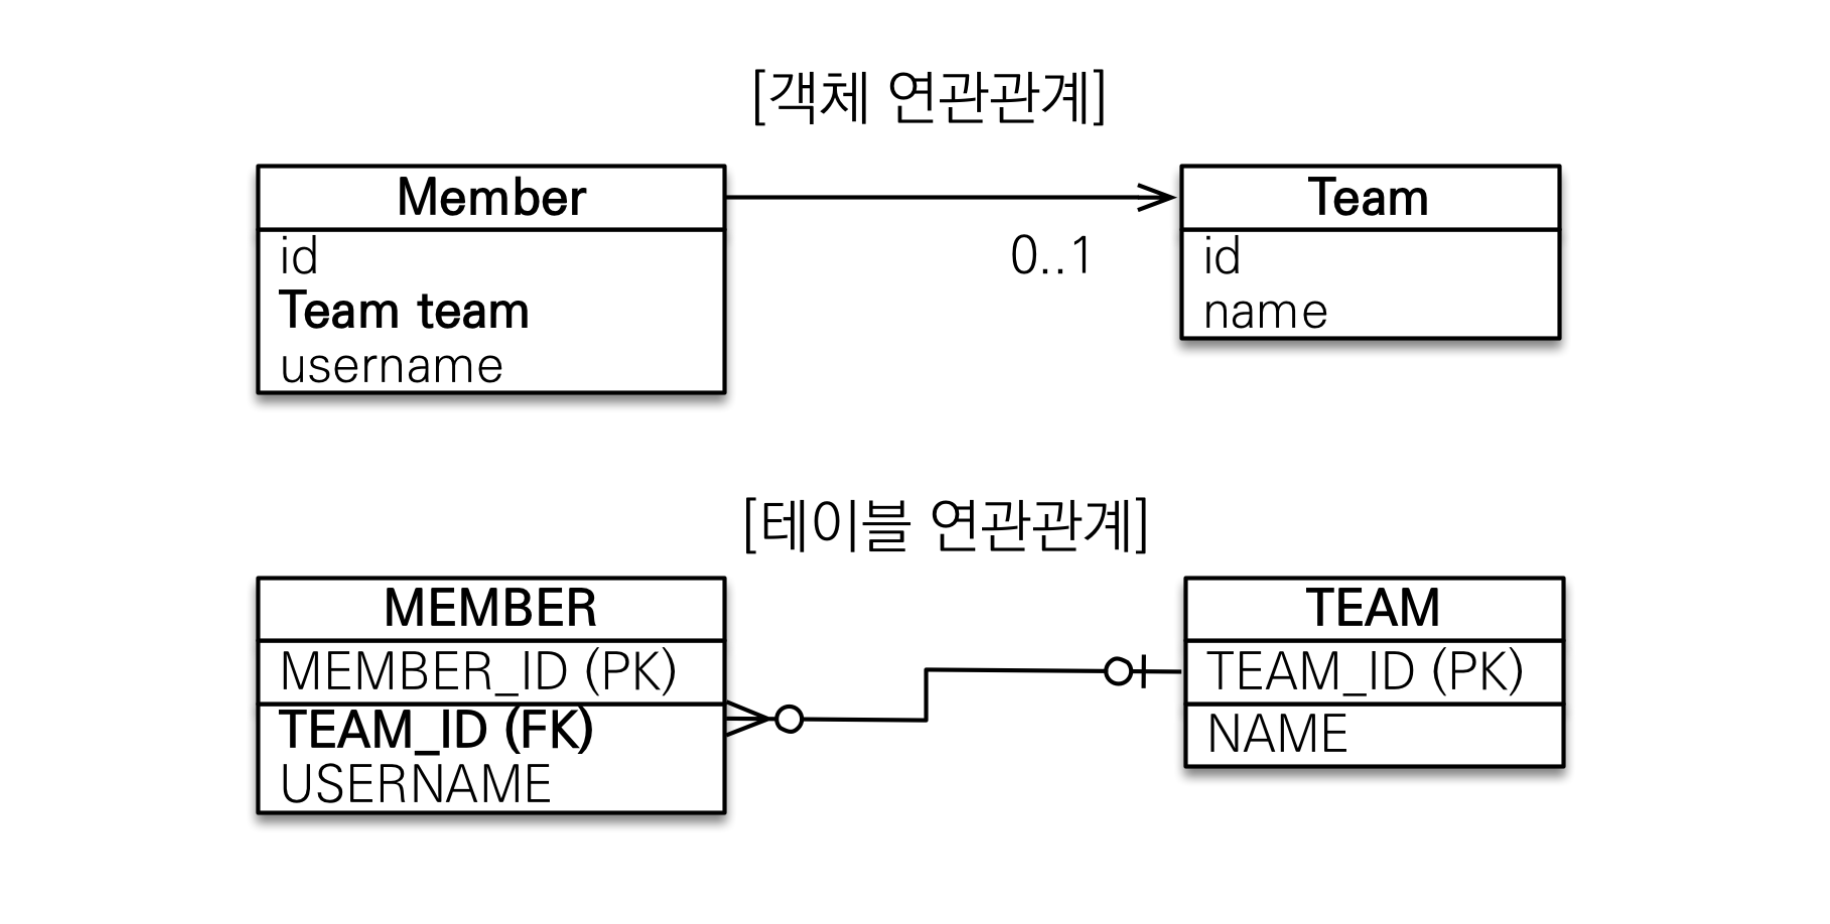 [객체 연관관계]
Member
id
Team team
username
0..1
Team
id
name
[테이블 연관관계]
MEMBER
MEMBER_ID (PK)
TEAM_ID (FK)
USERNAME
TEAM
TEAM_ID (PK)
NAME